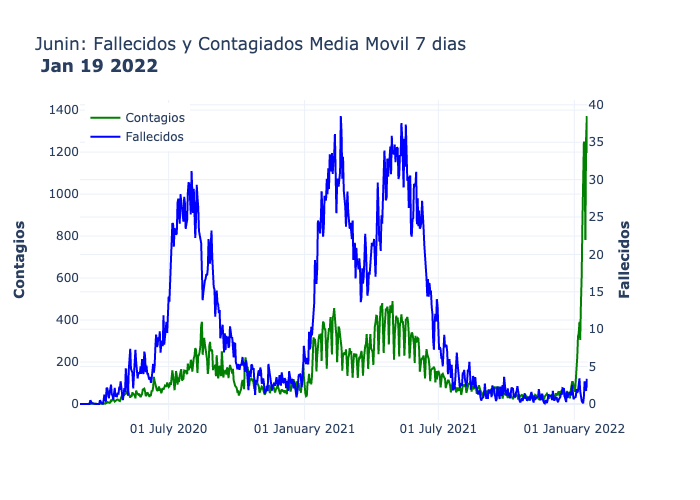 Junin: Fallecidos y Contagiados Media Movil 7 dias
Jan 19 2022
Contagios
Fallecidos
1400
1200
1000
800
600
400
200
0
40
35
30
25
20
15
10
5
0
Contagios
Fallecidos
01 July 2020
01 January 2021
01 July 2021
01 January 2022